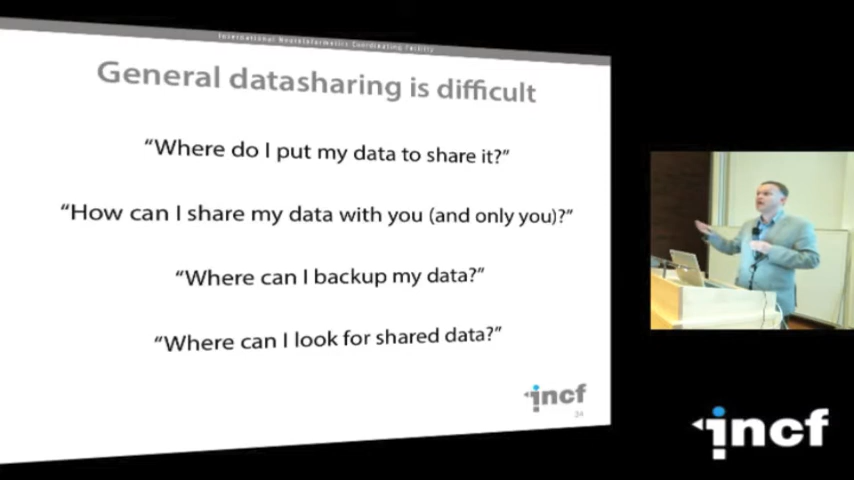 International Neuroinformatics Coordinating Facility
General datasharing is difficult
“Where do I put my data to share it?”
“How can I share my data with you (and only you)?”
“Where can I backup my data?”
“Where can I look for shared data?”
incf
34
incf